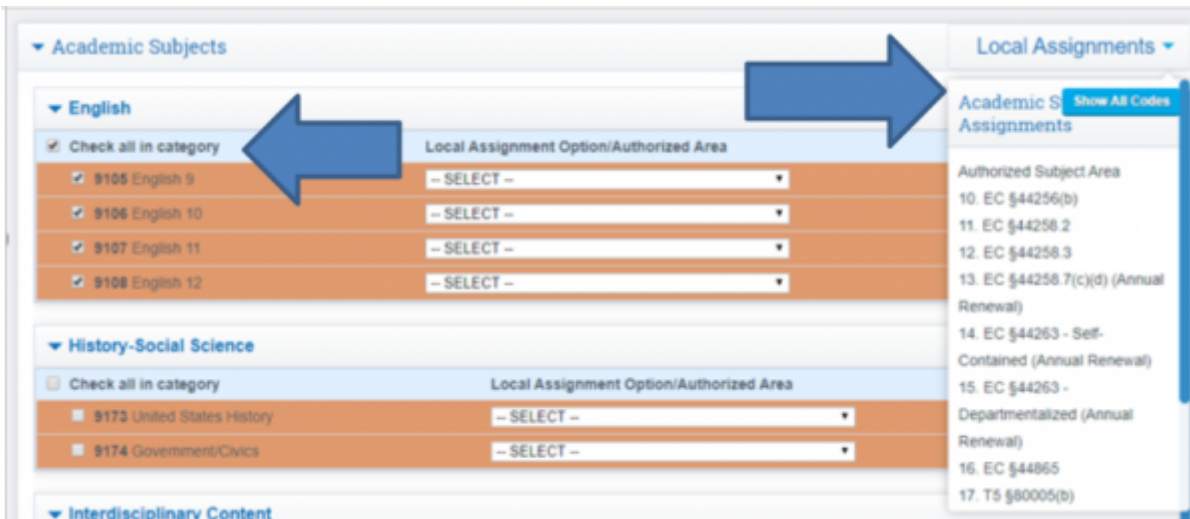 Academic Subjects
Local Assignments
English
Check all in category
Local Assignment Option/Authorized Area
9105 English 9
-- SELECT --
9106 English 10
-- SELECT --
9107 English 11
-- SELECT --
9108 English 12
-- SELECT --
History-Social Science
Check all in category
Local Assignment Option/Authorized Area
9173 United States History
-- SELECT --
9174 Government/Civics
-- SELECT --
Interdisciplinary Content
Academic S
Show All Codes
Assignments
Authorized Subject Area
10. EC §44256(b)
11. EC §44258.2
12. EC §44258.3
13. EC §44258.7(c)(d) (Annual
Renewal)
14. EC §44263 - Self-
Contained (Annual Renewal)
15. EC §44263 -
Departmentalized (Annual
Renewal)
16. EC §44865
17. T5 §80005(b)